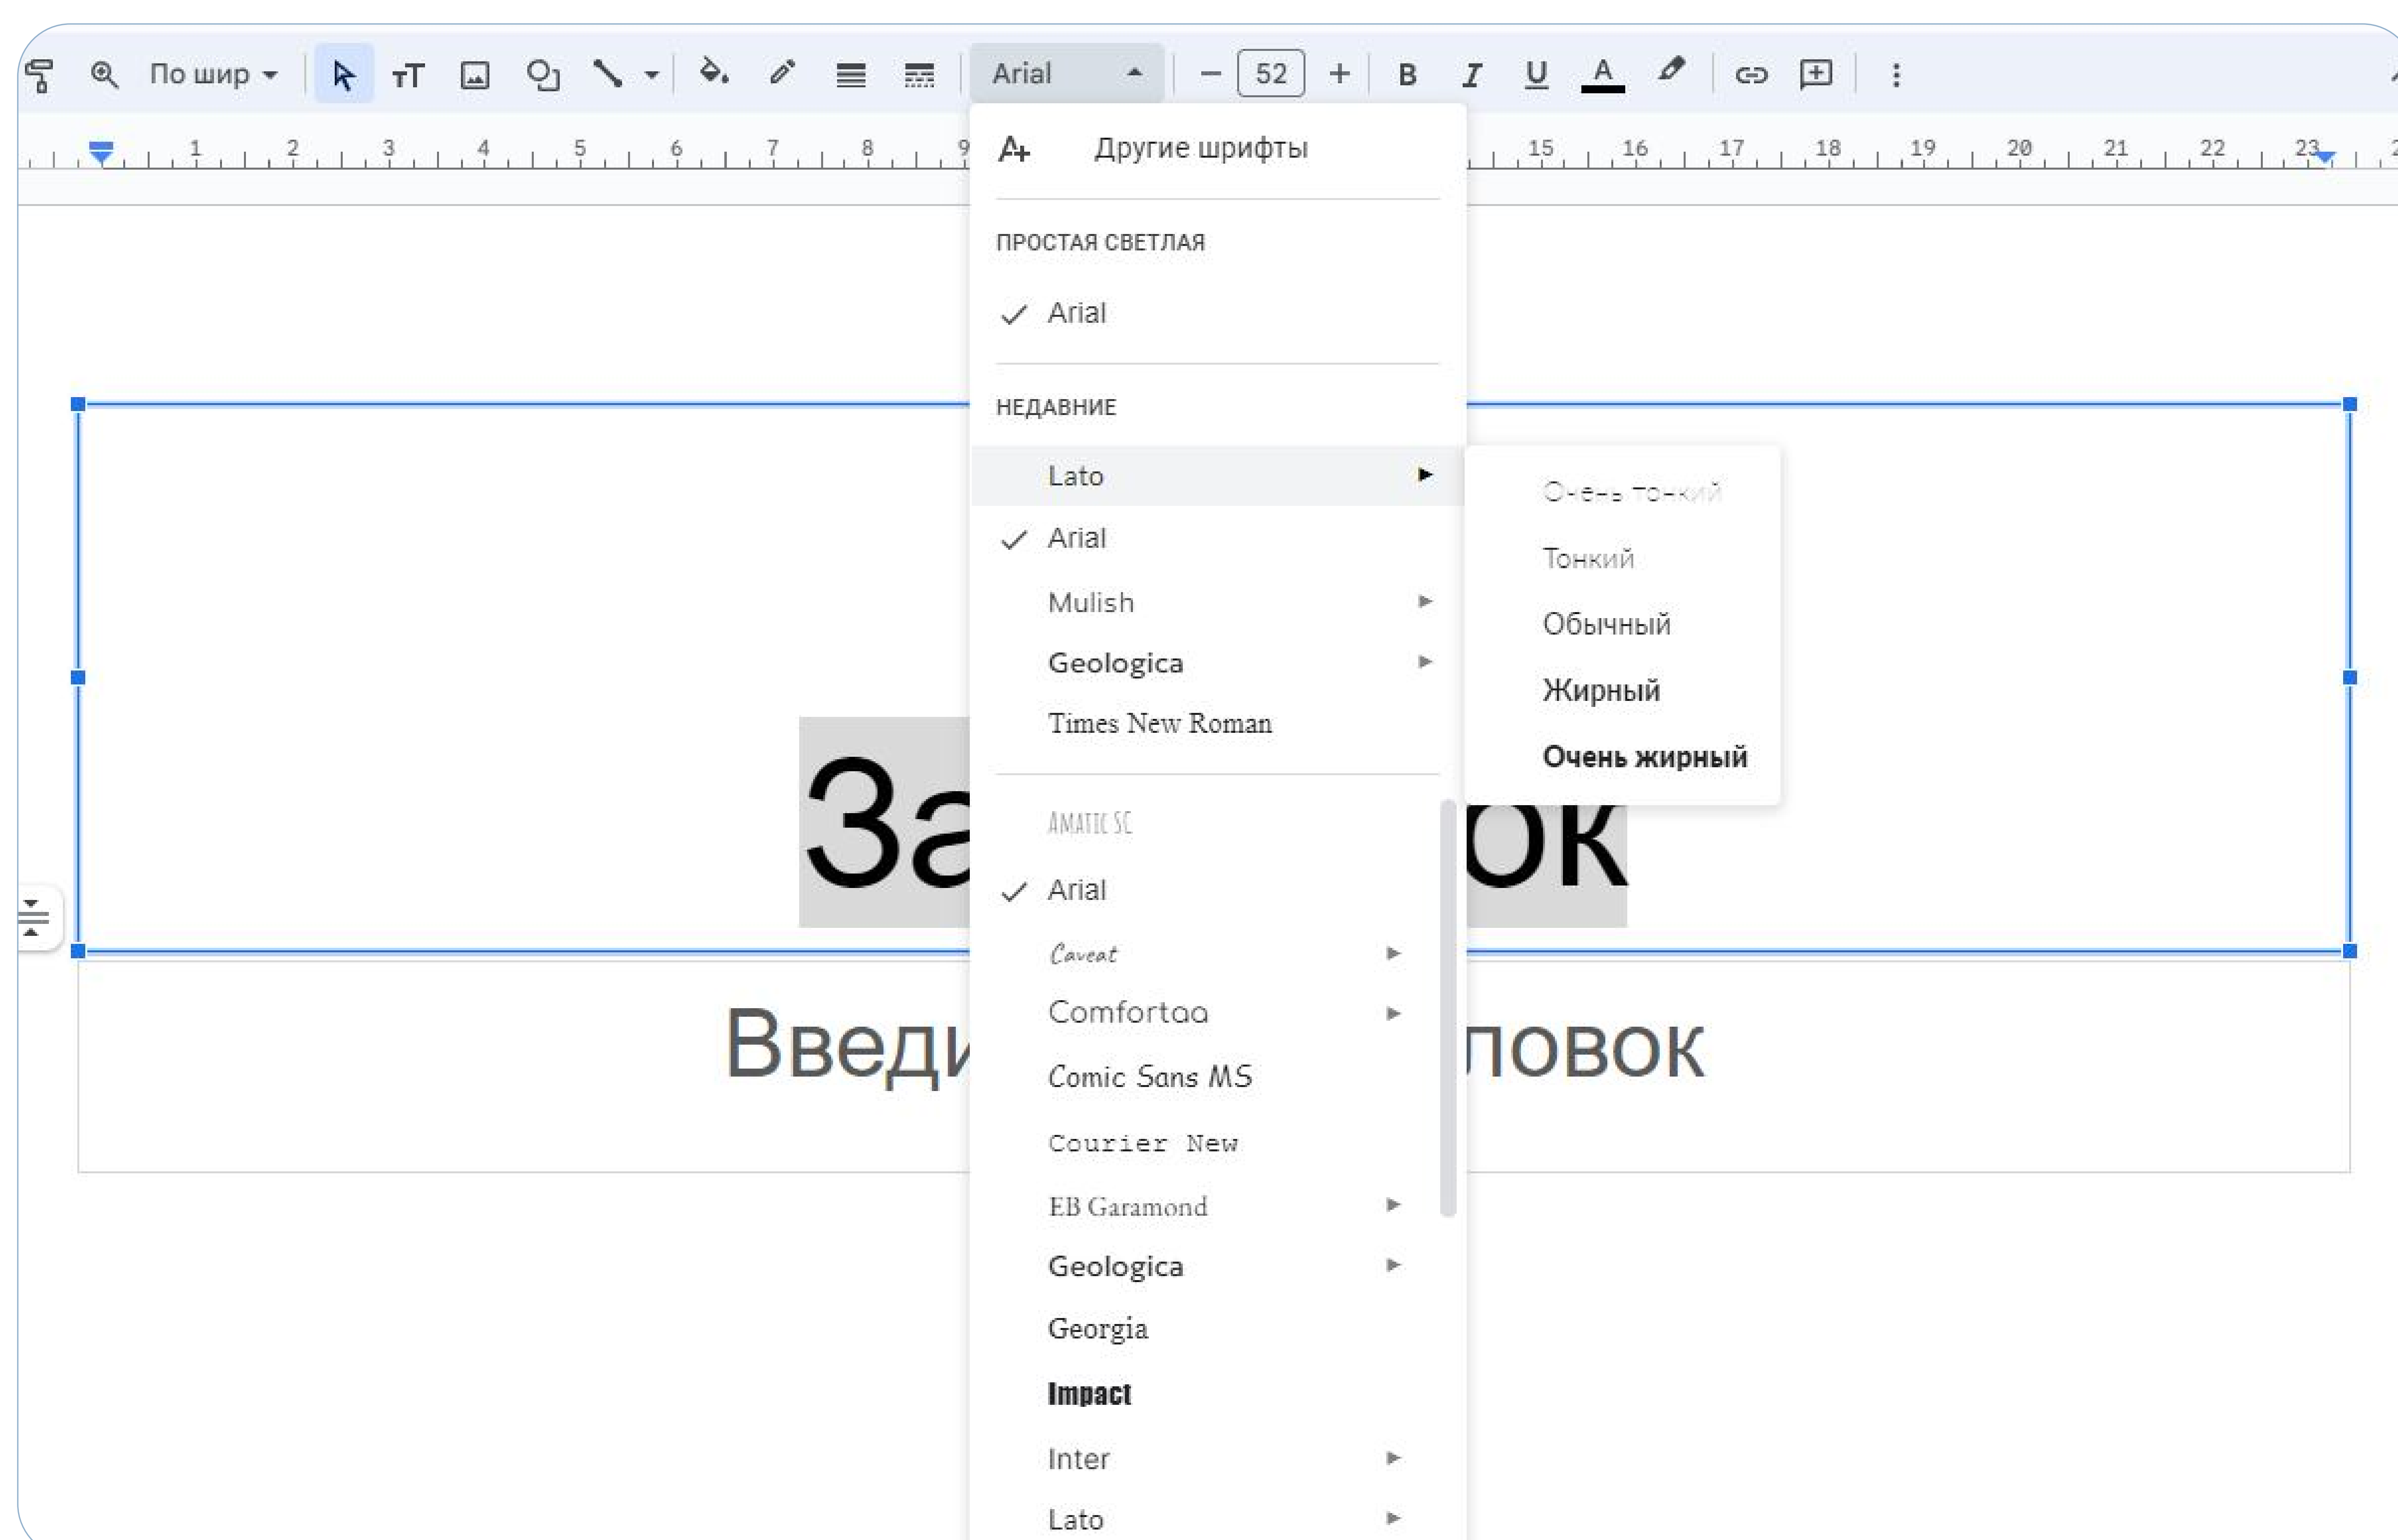 По шир
Arial
52
B I U A
1 2 3 4 5 6 7 8 9 15 16 17 18 19 20 21 22 23
Другие шрифты
ПРОСТАЯ СВЕТЛАЯ
Arial
НЕДАВНИЕ
Lato
Очень тонкий
Arial
Тонкий
Mulish
Обычный
Geologica
Жирный
Times New Roman
Очень жирный
Amatic SC
За ок
Arial
Caveat
Comfortaa
Введи ловок
Comic Sans MS
Courier New
EB Garamond
Geologica
Georgia
Impact
Inter
Lato